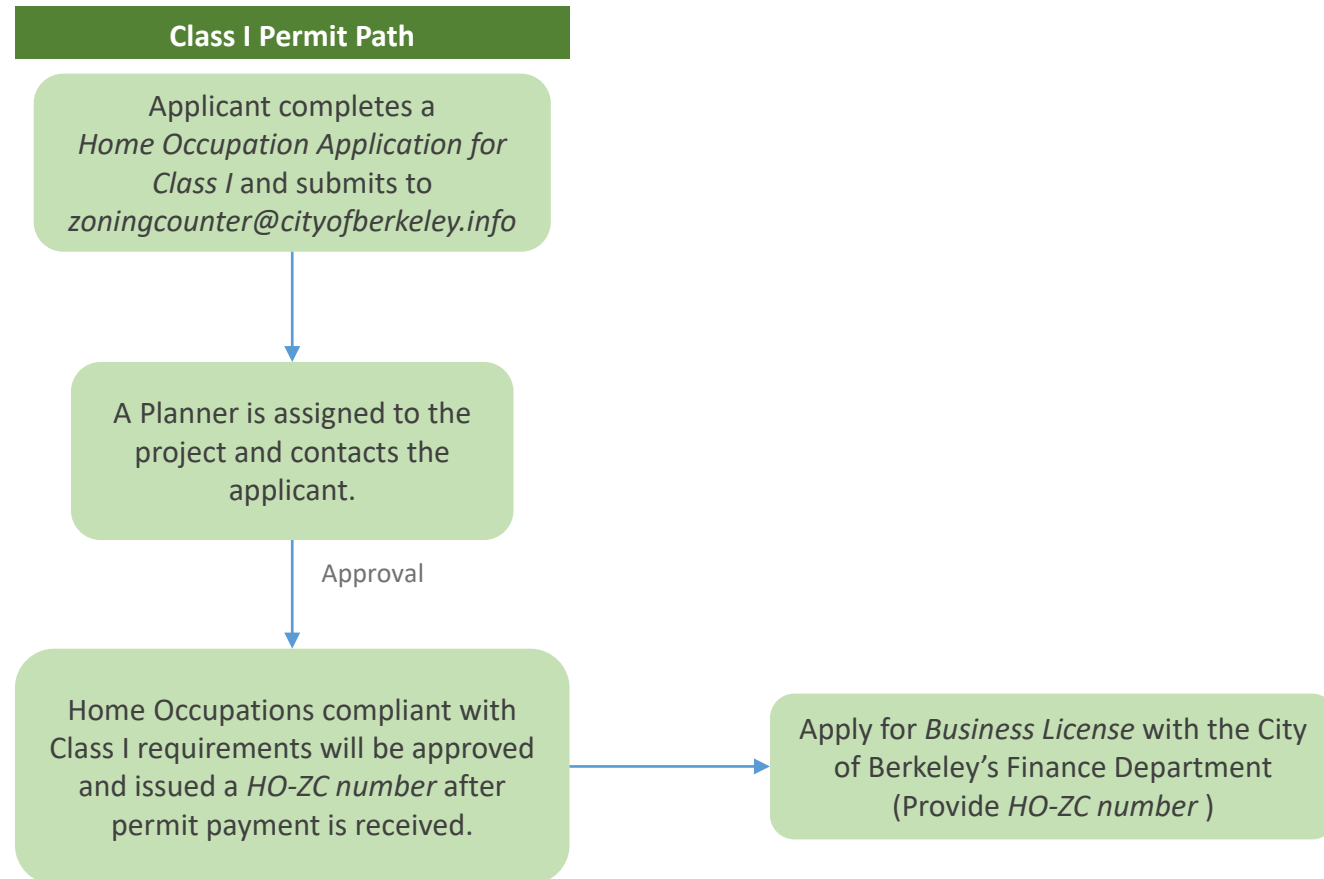 Class I Permit Path
Applicant completes a
Home Occupation Application for
Class I and submits to
zoningcounter@cityofberkeley.info
A Planner is assigned to the
project and contacts the
applicant.
Approval
Home Occupations compliant with
Class I requirements will be approved
and issued a HO-ZC number after
permit payment is received.
Apply for Business License with the City
of Berkeley’s Finance Department
(Provide HO-ZC number )